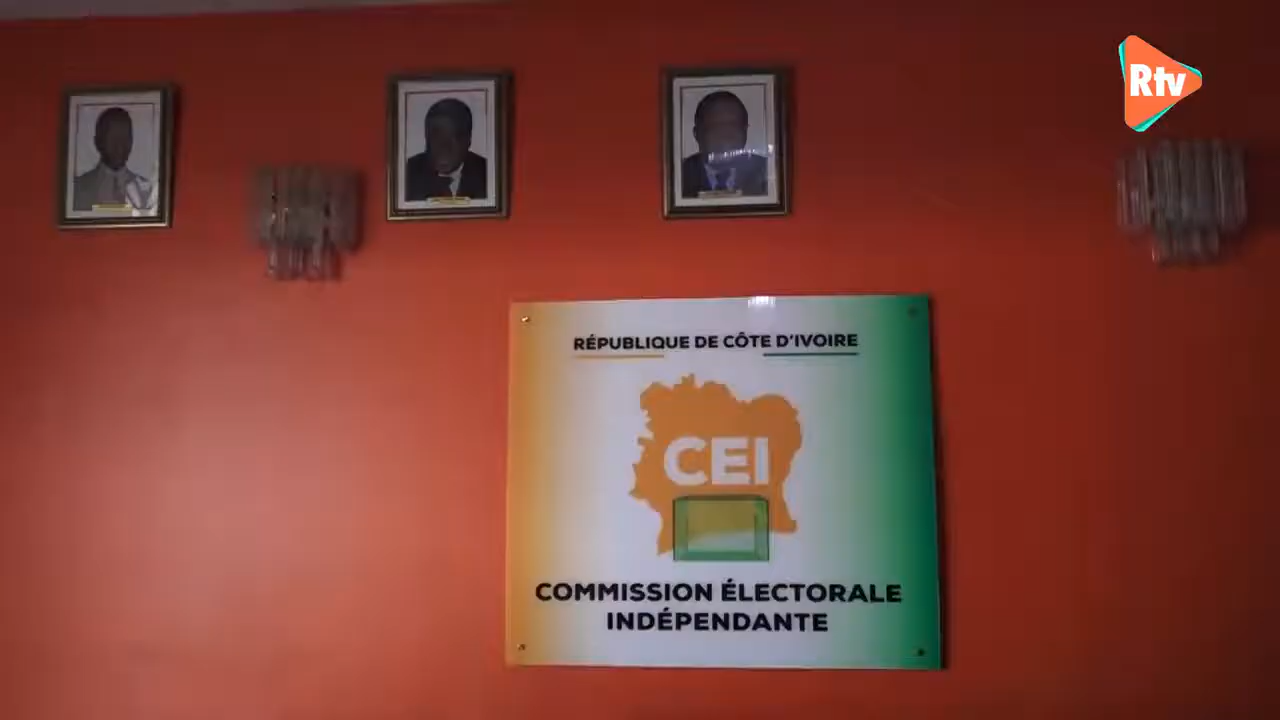 Rtv
RÉPUBLIQUE DE CÔTE D'IVOIRE
CEI
COMMISSION ÉLECTORALE
INDÉPENDANTE